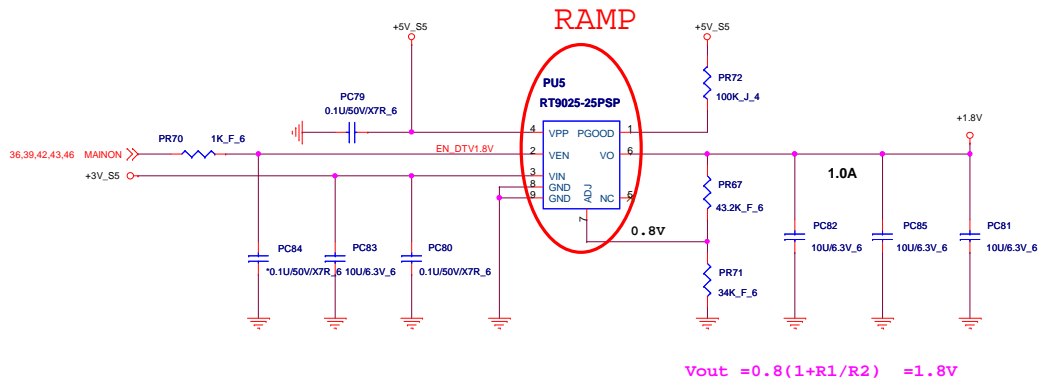 RAMP
+5V_S5
+5V_S5
PU5
RT9025-25PSP
PR72
100K_J_4
PC79
0.1U/50V/X7R_6
+1.8V
PR70
1K_F_6
4
VPP
PGOOD
1
36,39,42,43,46
MAINON
EN_DTV1.8V
2
VEN
VO
6
+3V_S5
3
VIN
8
GND
9
GND
ADJ
NC
5
7
0.8V
1.0A
PR67
43.2K_F_6
PC82
10U/6.3V_6
PC85
10U/6.3V_6
PC81
10U/6.3V_6
PC84
*0.1U/50V/X7R_6
PC83
10U/6.3V_6
PC80
0.1U/50V/X7R_6
PR71
34K_F_6
Vout =0.8(1+R1/R2) =1.8V